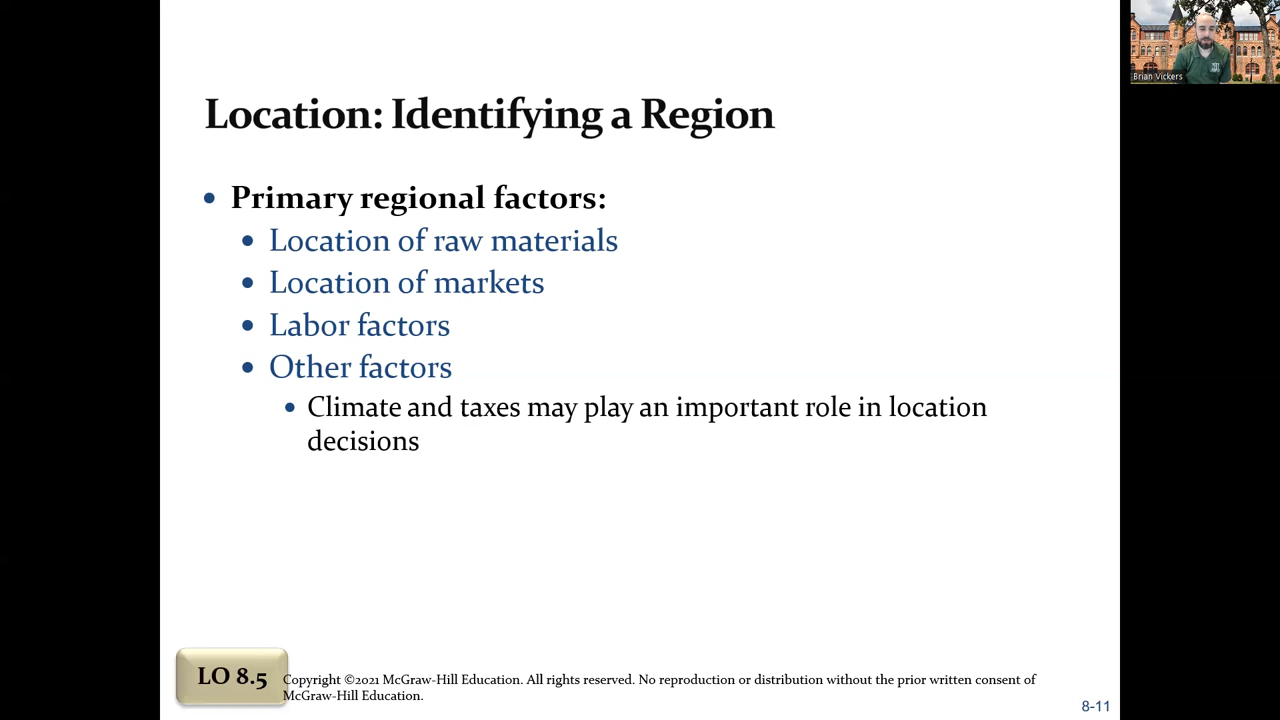 Brian Vickers
Location: Identifying a Region
• Primary regional factors:
• Location of raw materials
• Location of markets
• Labor factors
• Other factors
• Climate and taxes may play an important role in location
decisions
LO 8.5
Copyright ©2021 McGraw-Hill Education. All rights reserved. No reproduction or distribution without the prior written consent of
McGraw-Hill Education.
8-11